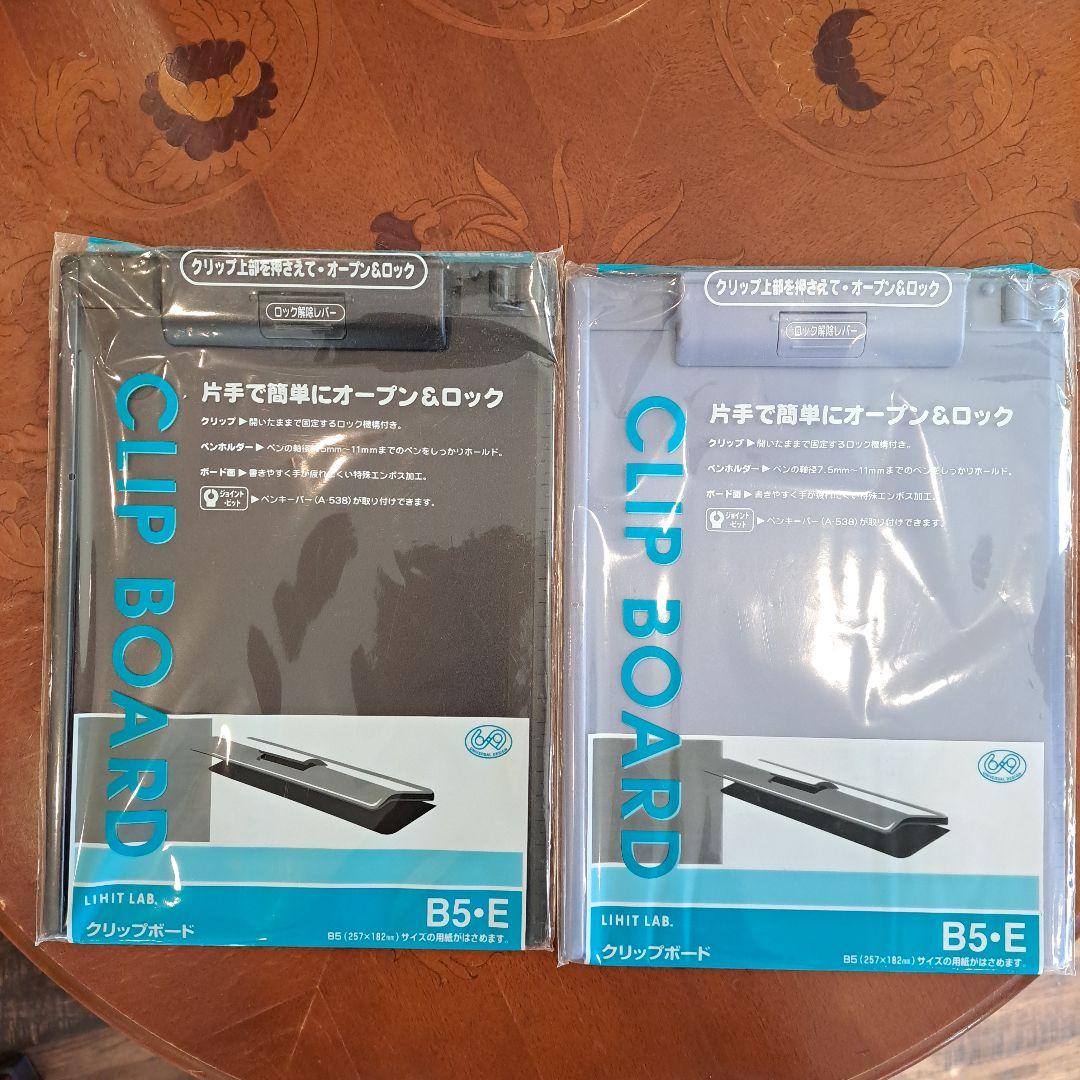 クリップ上部を押さえて・オープン&ロック
ロック解除レバー
片手で簡単にオープン&ロック
クリップ▶開いたままで固定するロック機構付き。
ペンホルダー▶ペンの軸径7.5mm〜11mmまでのペンをしっかりホールド。
ボード面▶書きやすく手が疲れにくい特殊エンボス加工。
ジョイント
・ヒット
▶ペンキーパー(A-538)が取り付けできます。
CLIP BOARD
UNIVERSAL DESIGN
LIHIT LAB.
クリップボード
B5・E
B5(257×182㎜)サイズの用紙がはさめます。
クリップ上部を押さえて・オープン&ロック
ロック解除レバー
片手で簡単にオープン&ロック
クリップ▶開いたままで固定するロック機構付き。
ペンホルダー▶ペンの軸径7.5mm〜11mmまでのペンをしっかりホールド。
ボード面▶書きやすく手が疲れにくい特殊エンボス加工。
ジョイント
・ヒット
▶ペンキーパー(A-538)が取り付けできます。
CLIP BOARD
UNIVERSAL DESIGN
LIHIT LAB.
クリップボード
B5・E
B5(257×182㎜)サイズの用紙がはさめます。